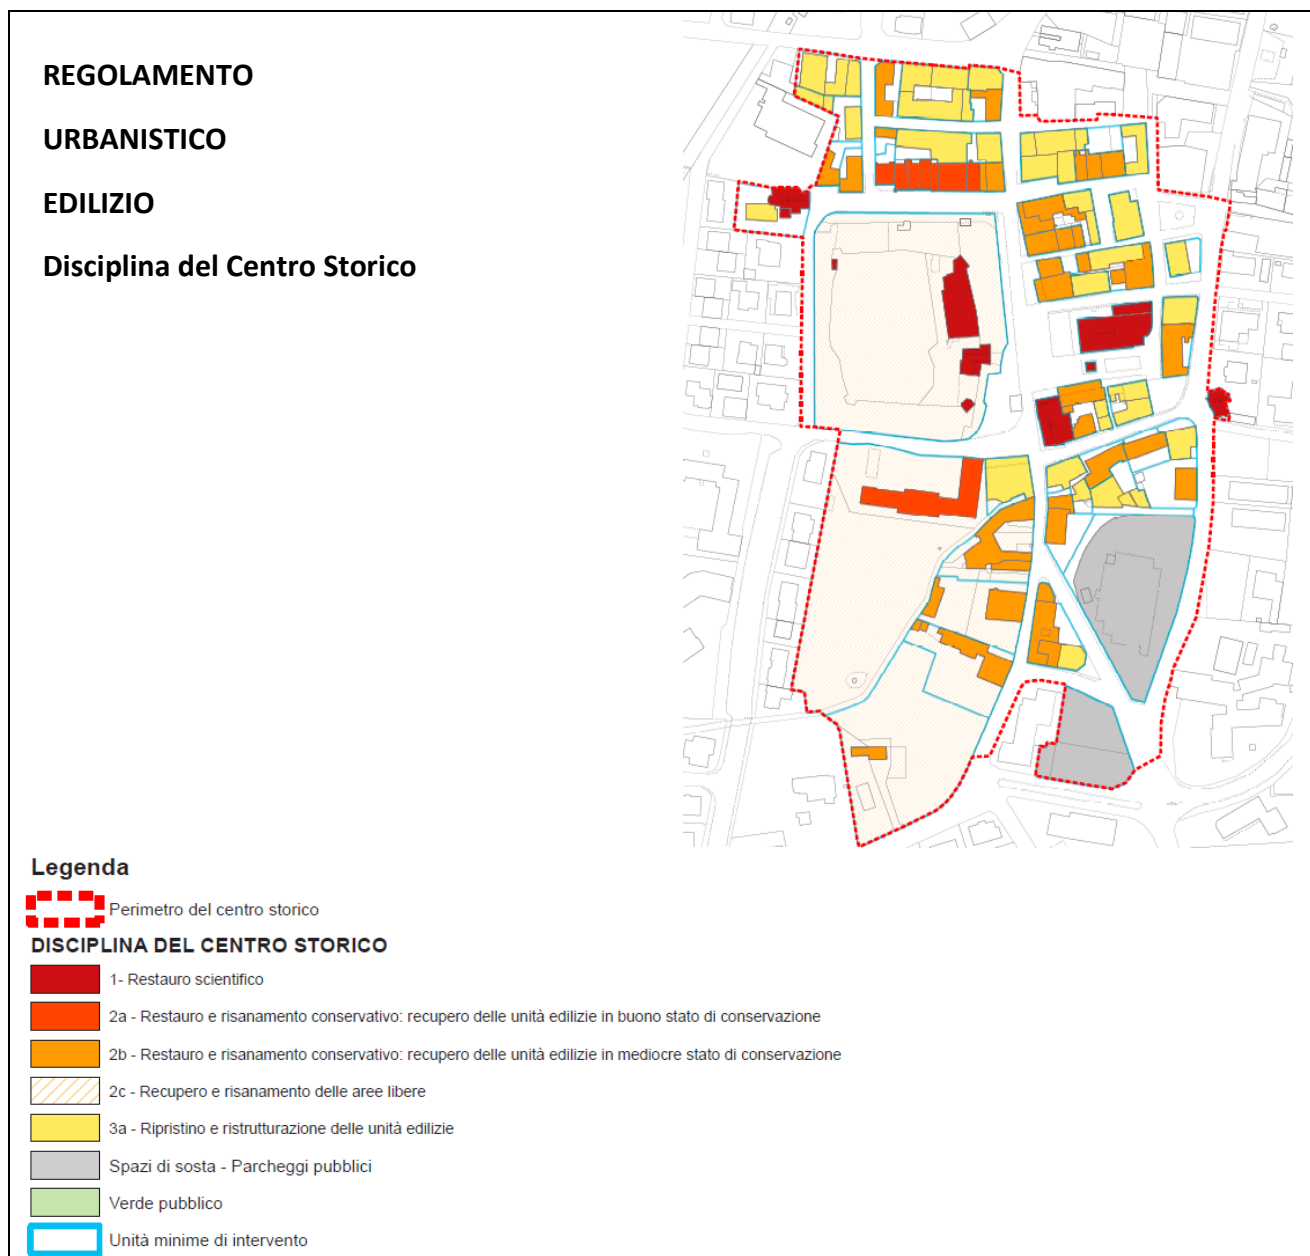 REGOLAMENTO
URBANISTICO
EDILIZIO
Disciplina del Centro Storico
Legenda
Perimetro del centro storico
DISCIPLINA DEL CENTRO STORICO
1- Restauro scientifico
2a - Restauro e risanamento conservativo: recupero delle unità edilizie in buono stato di conservazione
2b - Restauro e risanamento conservativo: recupero delle unità edilizie in mediocre stato di conservazione
2c - Recupero e risanamento delle aree libere
3a - Ripristino e ristrutturazione delle unità edilizie
Spazi di sosta - Parcheggi pubblici
Verde pubblico
Unità minime di intervento